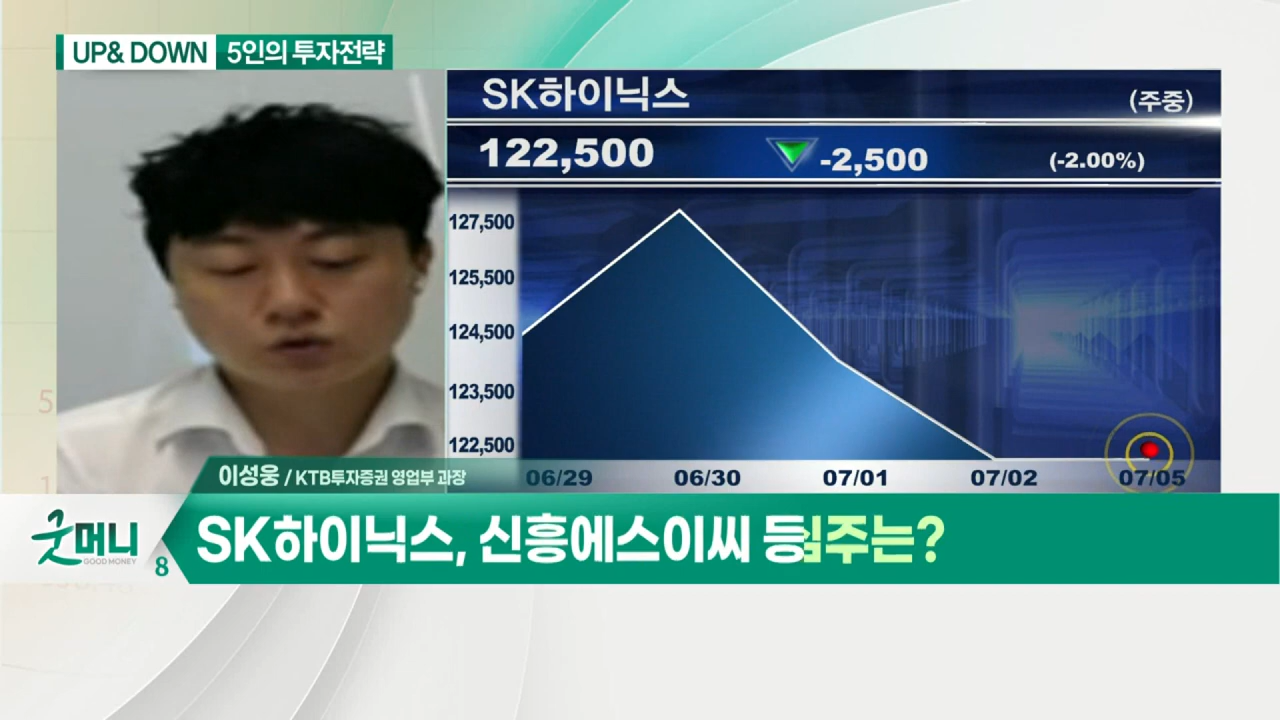 UP& DOWN 5인의 투자전략
SK하이닉스 (주중)
122,500 -2,500 (-2.00%)
127,500
125,500
124,500
123,500
122,500
06/29 06/30 07/01 07/02 07/05
이성웅 / KTB투자증권 영업부 과장
굿머니
GOOD MONEY
8
SK하이닉스, 신흥에스이씨 등
주는?
5
1